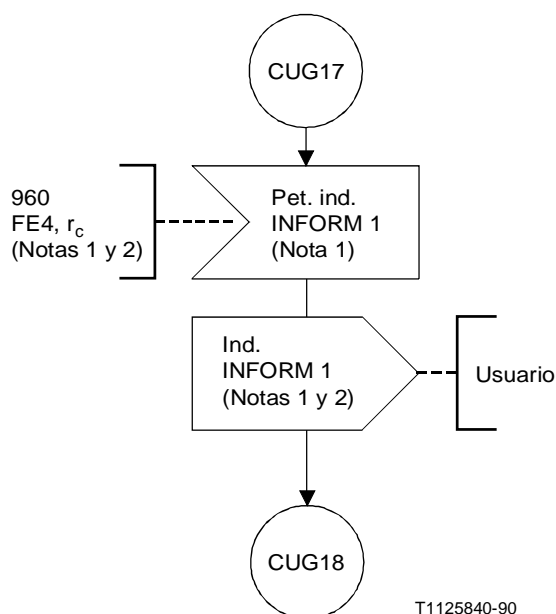 CUG17
960
FE4, r_c
(Notas 1 y 2)
Pet. ind.
INFORM 1
(Nota 1)
Ind.
INFORM 1
(Notas 1 y 2)
Usuario
CUG18
T1125840-90